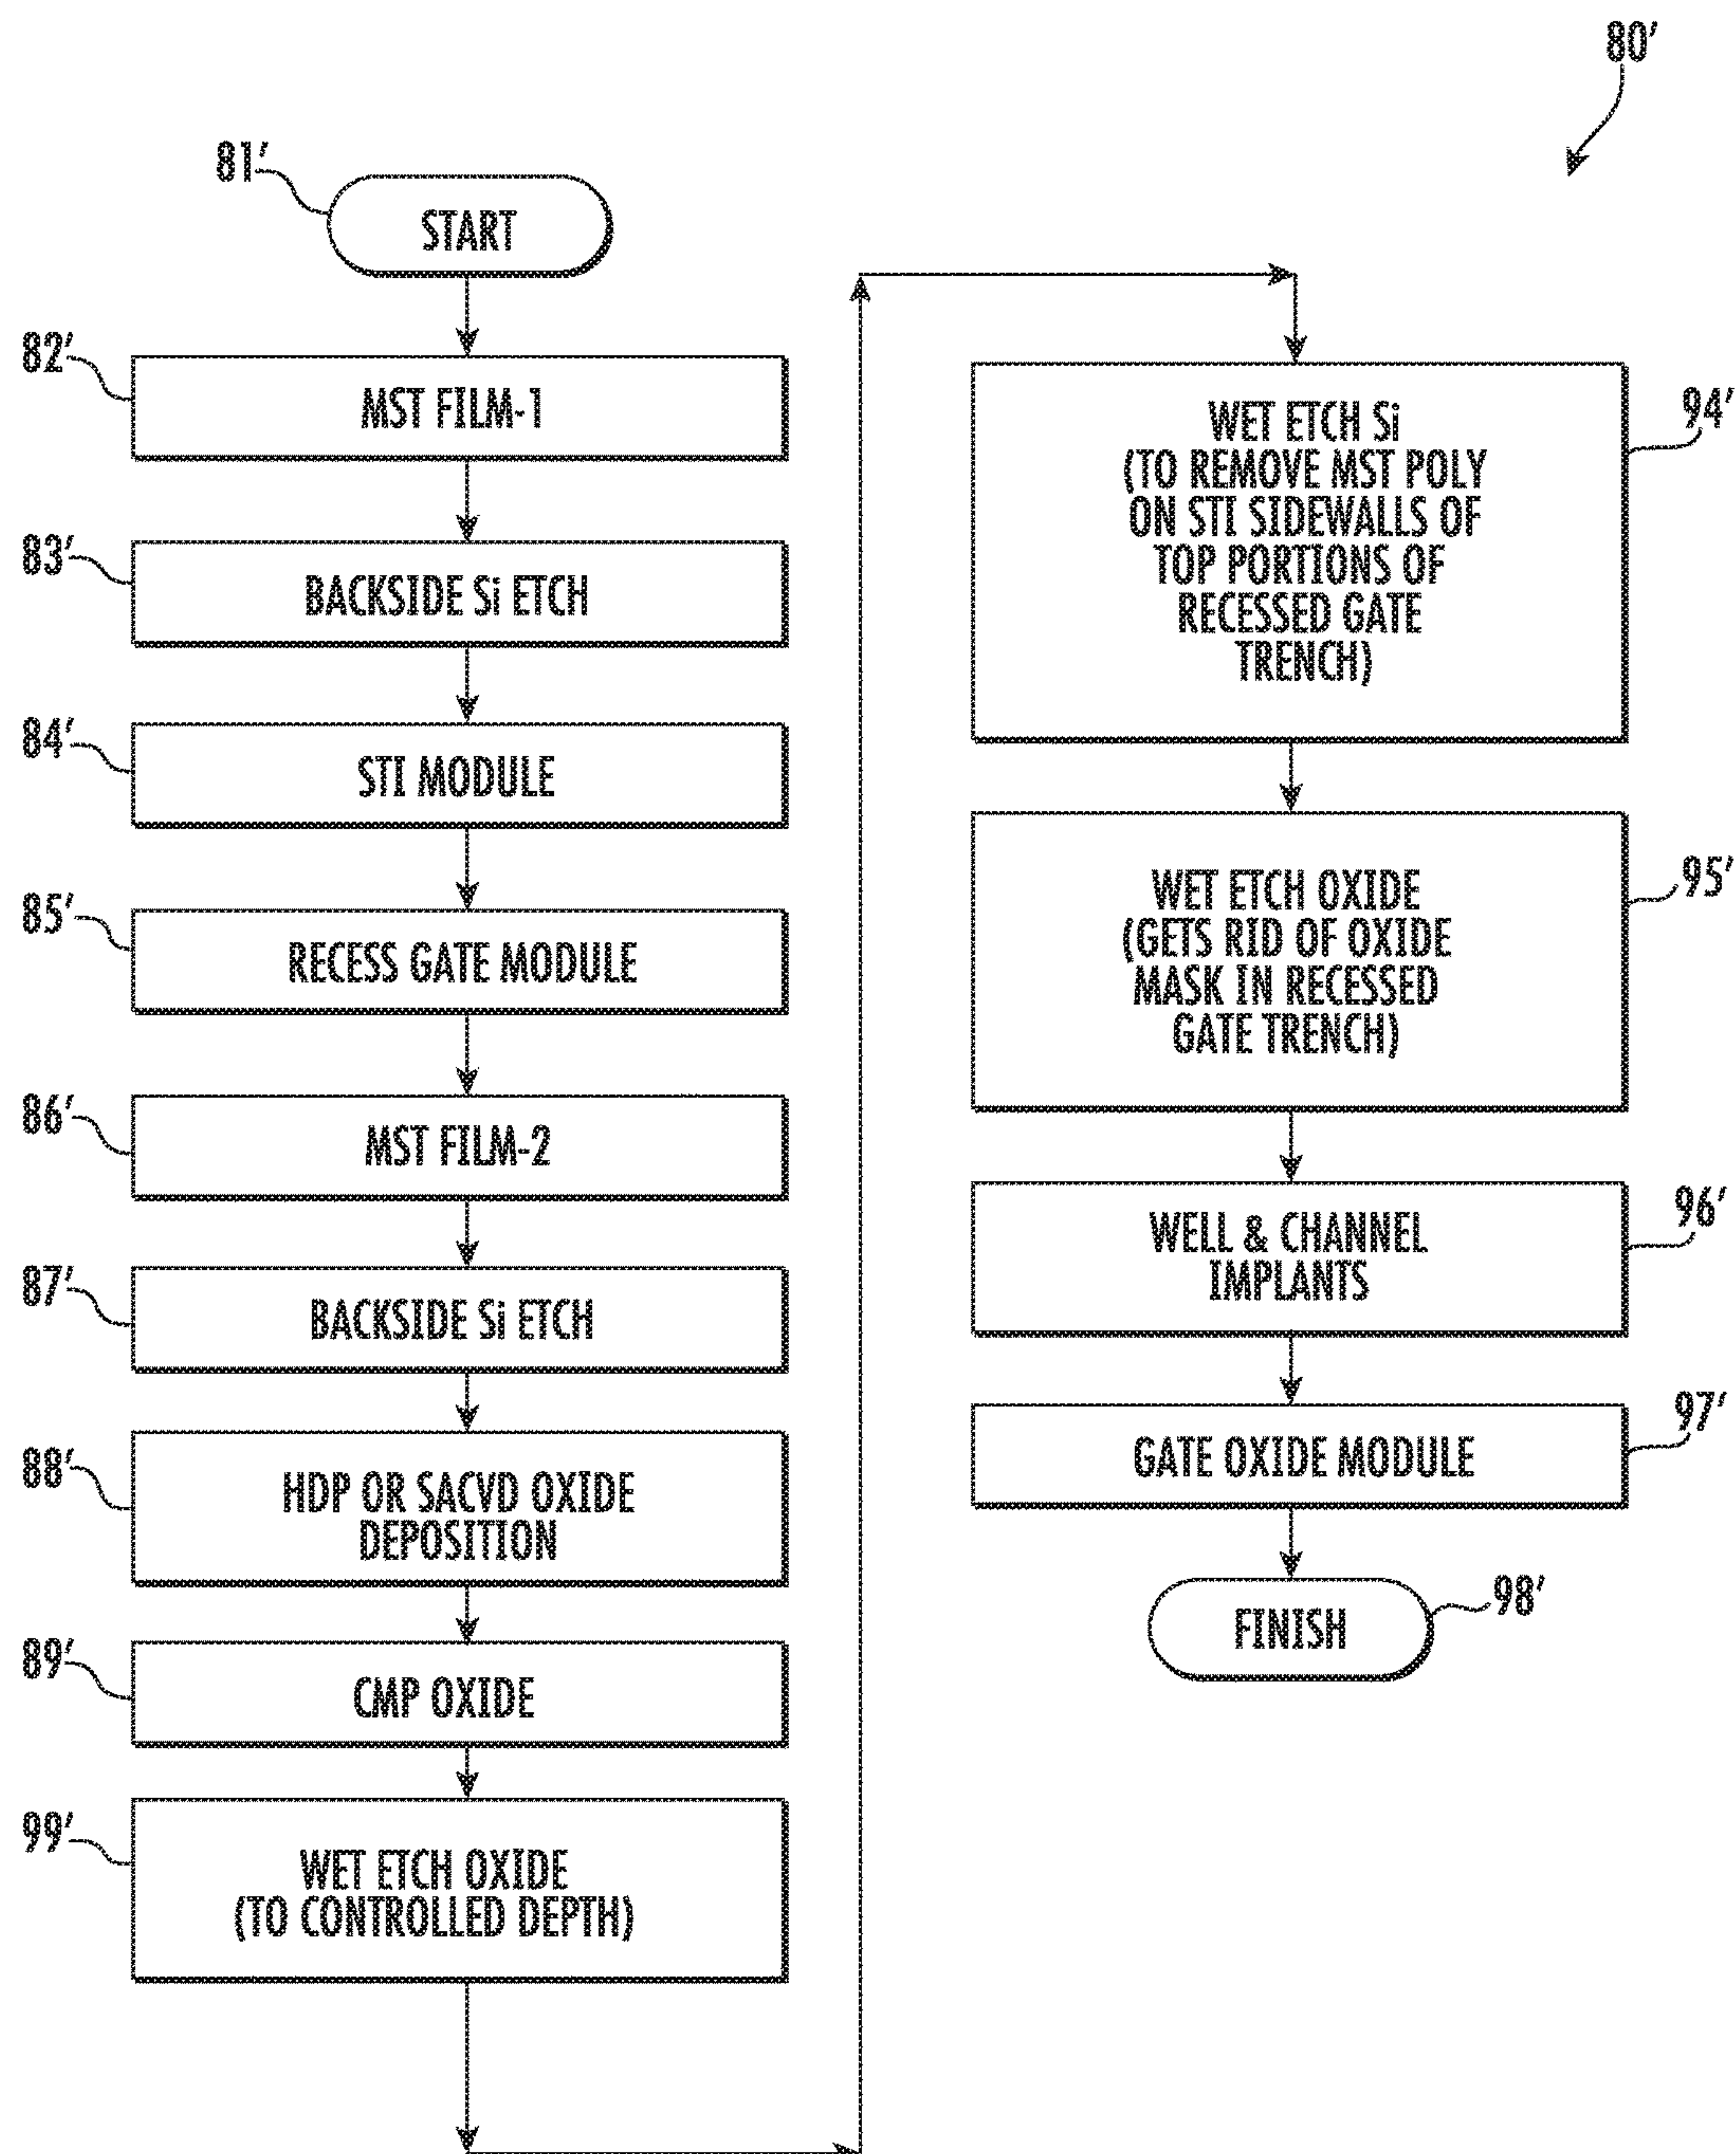 80'
81'
START
82'
MST FILM-1
83'
BACKSIDE Si ETCH
84'
STI MODULE
85'
RECESS GATE MODULE
86'
MST FILM-2
87'
BACKSIDE Si ETCH
88'
HDP OR SACVD OXIDE
DEPOSITION
89'
CMP OXIDE
99'
WET ETCH OXIDE
(TO CONTROLLED DEPTH)
94'
WET ETCH Si
(TO REMOVE MST POLY
ON STI SIDEWALLS OF
TOP PORTIONS OF
RECESSED GATE
TRENCH)
95'
WET ETCH OXIDE
(GETS RID OF OXIDE
MASK IN RECESSED
GATE TRENCH)
96'
WELL & CHANNEL
IMPLANTS
97'
GATE OXIDE MODULE
98'
FINISH